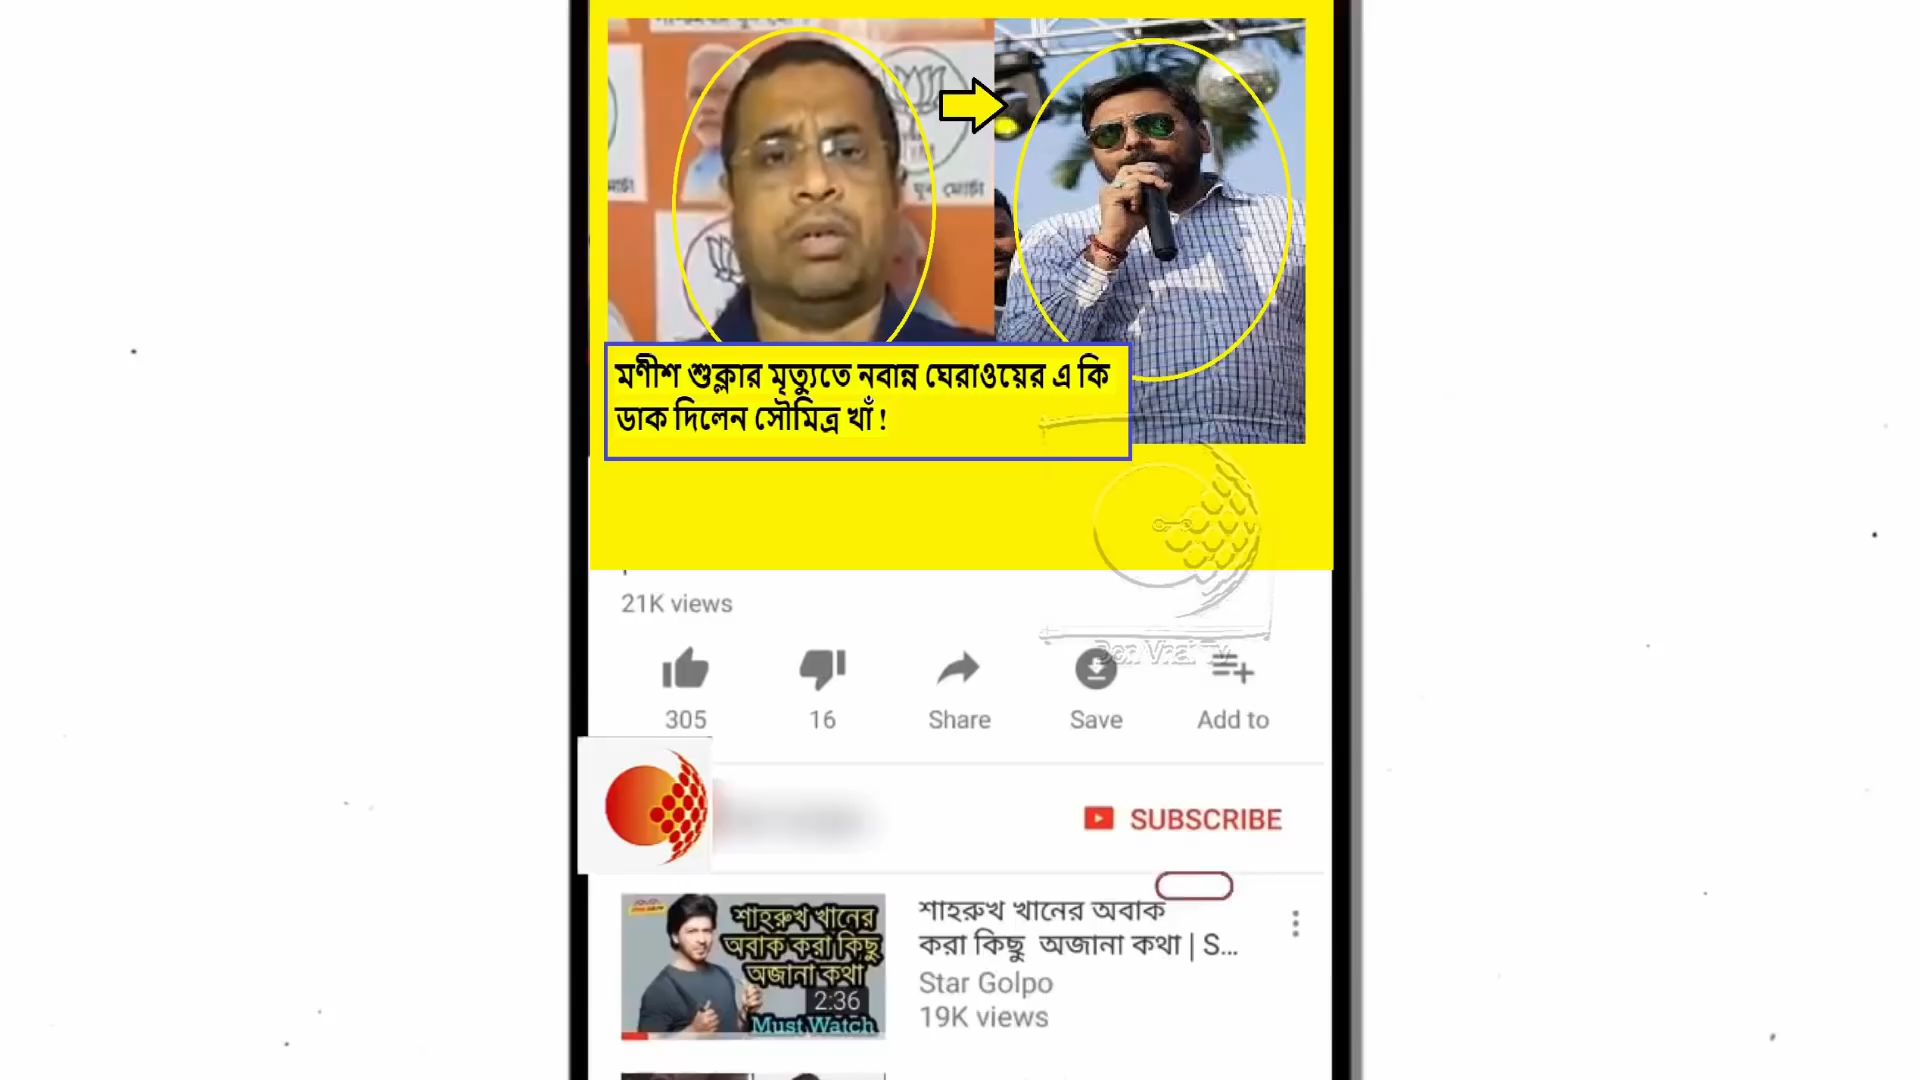 যুব মোর্চা
মণীশ শুক্লার মৃত্যুতে নবান্ন ঘেরাওয়ের এ কি
ডাক দিলেন সৌমিত্র খাঁ !
21K views
305
16
Share
Save
Add to
SUBSCRIBE
শাহরুখ খানের
অবাক করা কিছু
অজানা কথা
2:36
Must Watch
শাহরুখ খানের অবাক
করা কিছু অজানা কথা | S...
Star Golpo
19K views